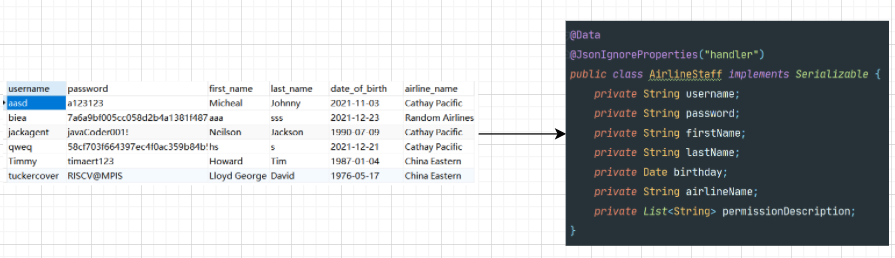 username password first_name last_name date_of_birth airline_name
aasd a123123 Micheal Johnny 2021-11-03 Cathay Pacific
biea 7a6a9bf005cc058d2b4a1381f487 aaa sss 2021-12-23 Random Airlines
jackagent javaCoder001! Neilson Jackson 1990-07-09 Cathay Pacific
qweq 58cf703f664397ec4f0ac359b84b! hs s 2021-12-21 Cathay Pacific
Timmy timaert123 Howard Tim 1987-01-04 China Eastern
tuckercover RISCV@MPIS Lloyd George David 1976-05-17 China Eastern
@Data
@JsonIgnoreProperties("handler")
public class AirlineStaff implements Serializable {
private String username;
private String password;
private String firstName;
private String lastName;
private Date birthday;
private String airlineName;
private List<String> permissionDescription;
}